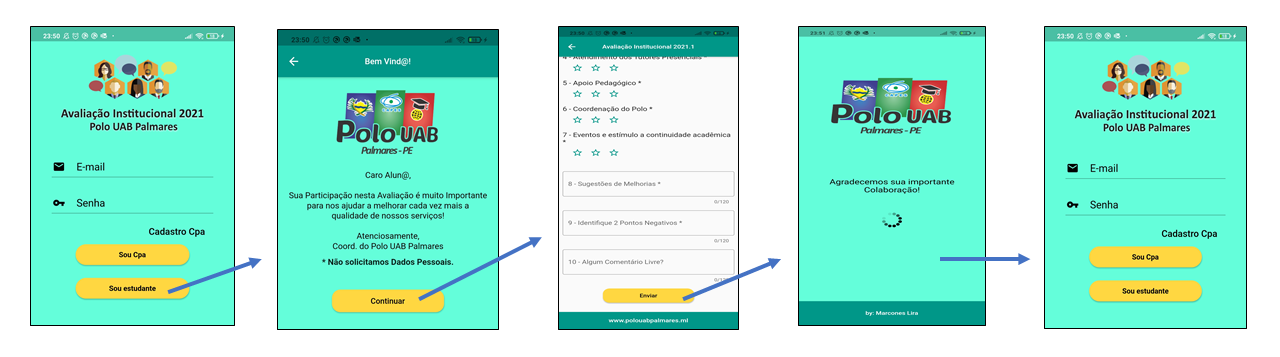 23:50
Avaliação Institucional 2021
Polo UAB Palmares
E-mail
Senha
Cadastro Cpa
Sou Cpa
Sou estudante
23:50
Bem Vind@!
CAPES
Polo UAB
Palmares - PE
Caro Alun@,
Sua Participação nesta Avaliação é muito Importante
para nos ajudar a melhorar cada vez mais a
qualidade de nossos serviços!
Atenciosamente,
Coord. do Polo UAB Palmares
* Não solicitamos Dados Pessoais.
Continuar
23:50
Avaliação Institucional 2021.1
4 - Atendimento dos Tutores Presenciais *
5 - Apoio Pedagógico *
6 - Coordenação do Polo *
7 - Eventos e estímulo a continuidade acadêmica
*
8 - Sugestões de Melhorias *
0/120
9 - Identifique 2 Pontos Negativos *
0/120
10 - Algum Comentário Livre?
0/120
Enviar
www.polouabpalmares.ml
23:51
CAPES
Polo UAB
Palmares - PE
Agradecemos sua importante
Colaboração!
by: Marcones Lira
23:50
Avaliação Institucional 2021
Polo UAB Palmares
E-mail
Senha
Cadastro Cpa
Sou Cpa
Sou estudante